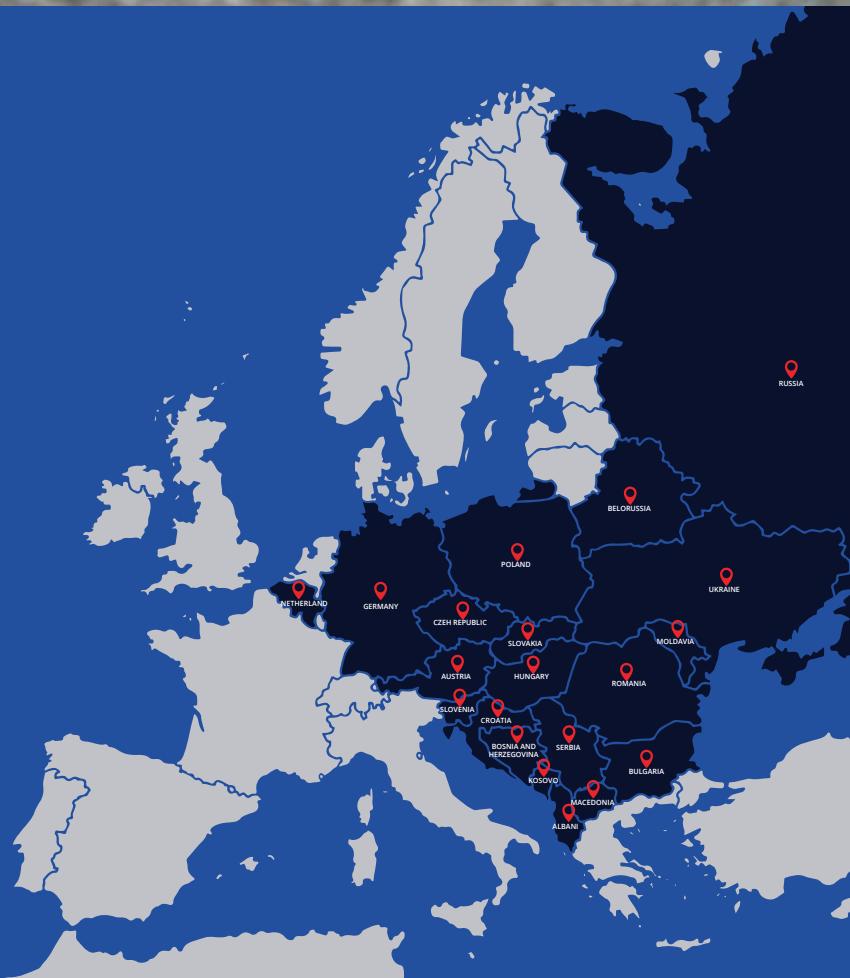 RUSSIA
BELORUSSIA
POLAND
UKRAINE
NETHERLAND
GERMANY
CZEH REPUBLIC
SLOVAKIA
MOLDAVIA
AUSTRIA
HUNGARY
ROMANIA
SLOVENIA
CROATIA
BOSNIA AND
HERZEGOVINA
SERBIA
KOSOVO
BULGARIA
MACEDONIA
ALBANI